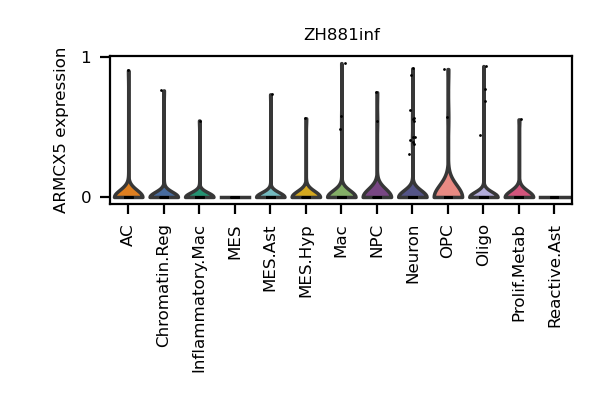 ZH881inf
ARMCX5 expression
1
0
AC
Chromatin.Reg
Inflammatory.Mac
MES
MES.Ast
MES.Hyp
Mac
NPC
Neuron
OPC
Oligo
Prolif.Metab
Reactive.Ast